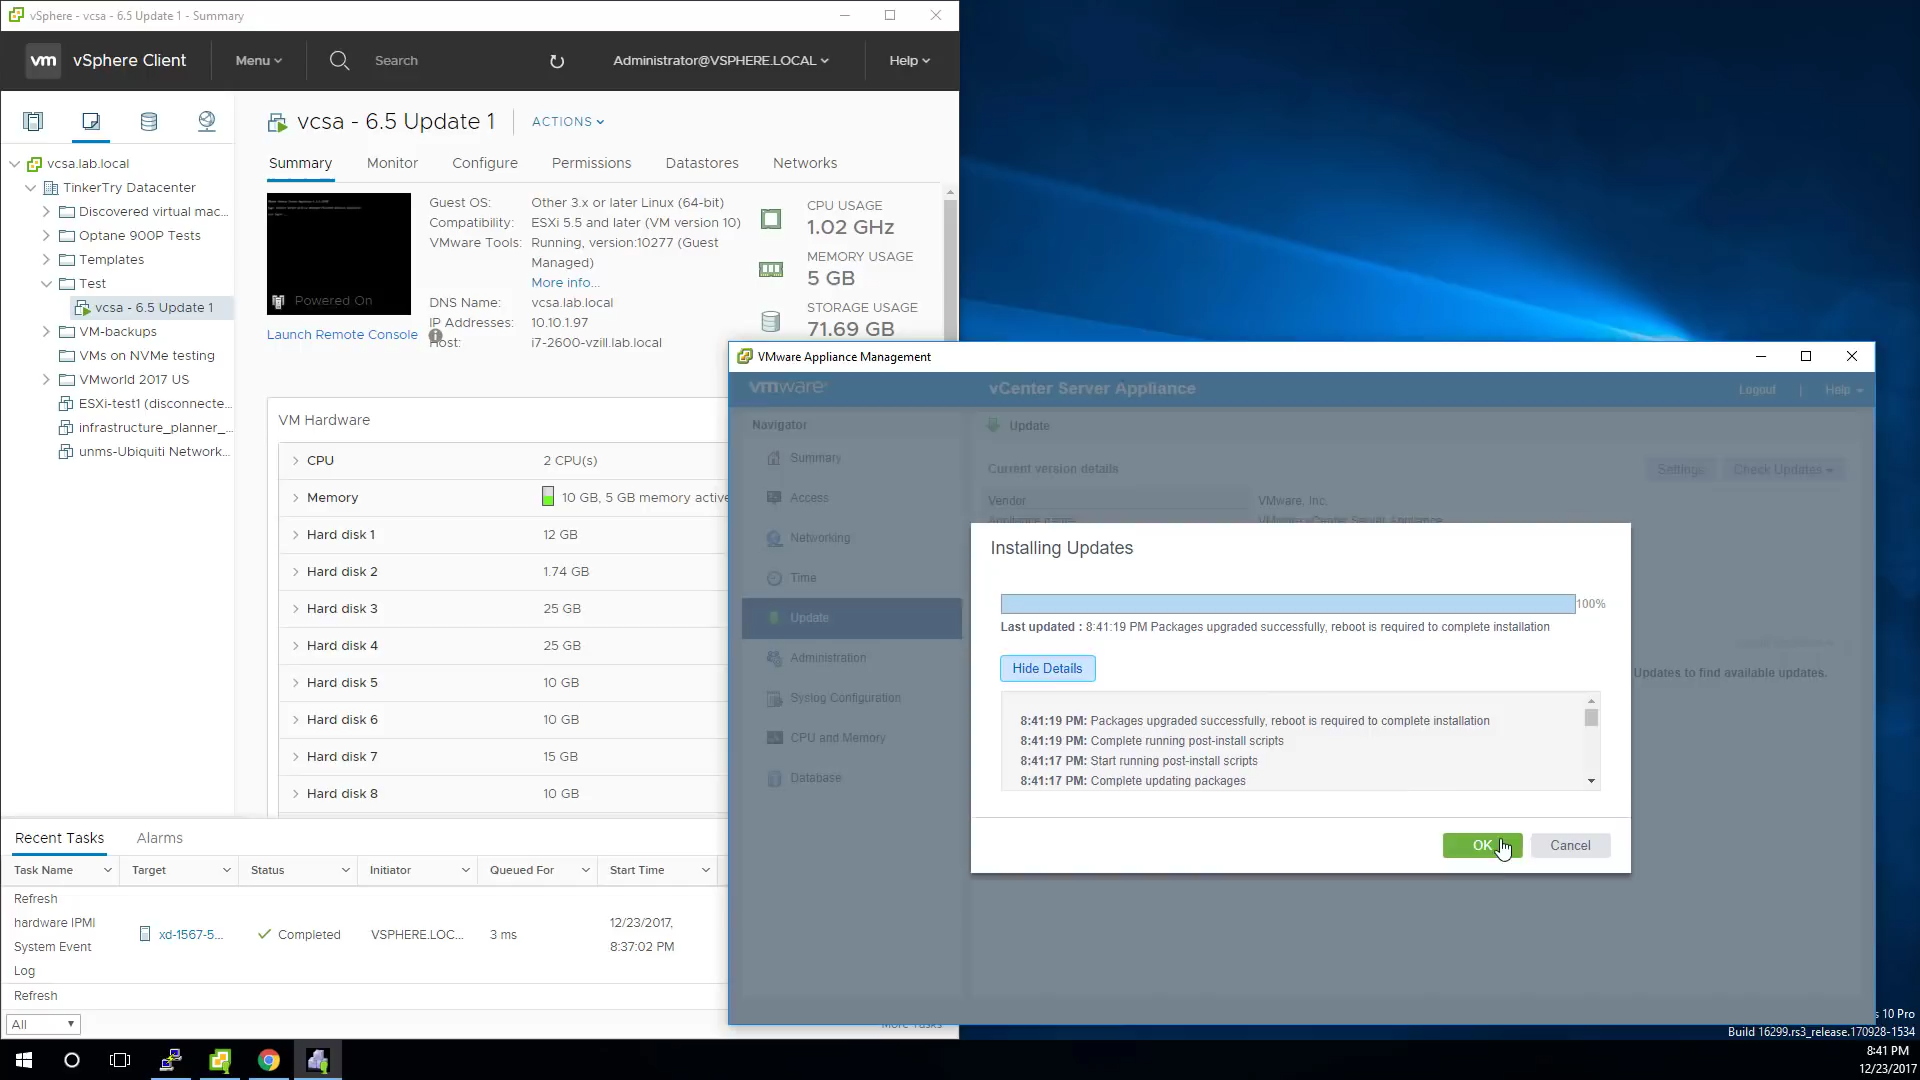 vSphere - vcsa - 6.5 Update 1 - Summary
vm vSphere Client Menu Search Administrator@VSPHERE.LOCAL Help
vcsa - 6.5 Update 1 ACTIONS
Summary Monitor Configure Permissions Datastores Networks
vcsa.lab.local
TinkerTry Datacenter
Discovered virtual mac...
Optane 900P Tests
Templates
Test
vcsa - 6.5 Update 1
VM-backups
VMs on NVMe testing
VMworld 2017 US
ESXi-test1 (disconnecte...
infrastructure_planner_...
unms-Ubiquiti Network...
Powered On
Launch Remote Console
Guest OS: Other 3.x or later Linux (64-bit)
Compatibility: ESXi 5.5 and later (VM version 10)
VMware Tools: Running, version:10277 (Guest
Managed)
More info...
DNS Name: vcsa.lab.local
IP Addresses: 10.10.1.97
Host: i7-2600-vzill.lab.local
CPU USAGE
1.02 GHz
MEMORY USAGE
5 GB
STORAGE USAGE
71.69 GB
VM Hardware
CPU 2 CPU(s)
Memory 10 GB, 5 GB memory active
Hard disk 1 12 GB
Hard disk 2 1.74 GB
Hard disk 3 25 GB
Hard disk 4 25 GB
Hard disk 5 10 GB
Hard disk 6 10 GB
Hard disk 7 15 GB
Hard disk 8 10 GB
Recent Tasks Alarms
Task Name Target Status Initiator Queued For Start Time
Refresh
hardware IPMI
System Event
Log
xd-1567-5... Completed VSPHERE.LOC... 3 ms 12/23/2017,
8:37:02 PM
Refresh
All
More Tasks
VMware Appliance Management
vmware vCenter Server Appliance Logout | Help
Navigator
Summary
Access
Networking
Time
Update
Administration
Syslog Configuration
CPU and Memory
Database
Update
Current version details Settings Check Updates
Vendor VMware, Inc.
Appliance name VMware vCenter Server Appliance
Updates to find available updates.
Installing Updates
100%
Last updated : 8:41:19 PM Packages upgraded successfully, reboot is required to complete installation
Hide Details
8:41:19 PM: Packages upgraded successfully, reboot is required to complete installation
8:41:19 PM: Complete running post-install scripts
8:41:17 PM: Start running post-install scripts
8:41:17 PM: Complete updating packages
OK Cancel
s 10 Pro
Build 16299.rs3_release.170928-1534
8:41 PM
12/23/2017